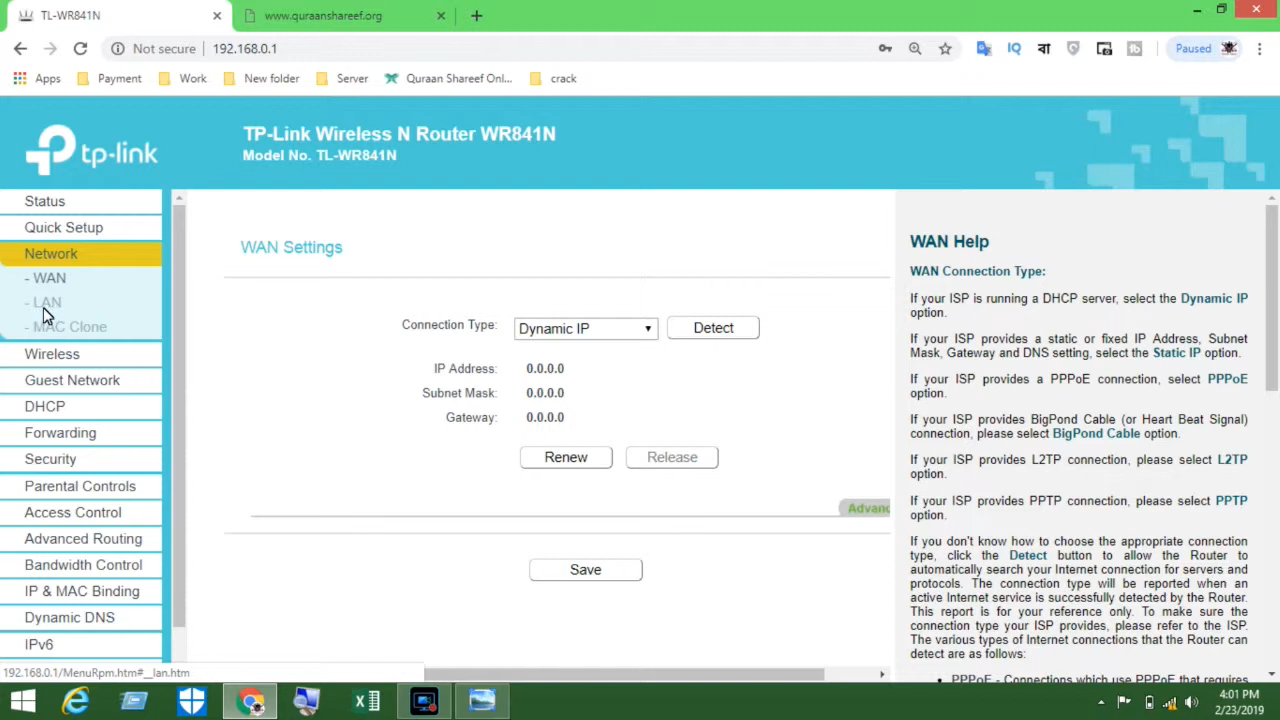 TL-WR841N
www.quraanshareef.org
Not secure
192.168.0.1
IQ
বা
Paused
Apps
Payment
Work
New folder
Server
Quraan Shareef Onl...
crack
tp-link
TP-Link Wireless N Router WR841N
Model No. TL-WR841N
Status
Quick Setup
Network
- WAN
- LAN
- MAC Clone
Wireless
Guest Network
DHCP
Forwarding
Security
Parental Controls
Access Control
Advanced Routing
Bandwidth Control
IP & MAC Binding
Dynamic DNS
IPv6
WAN Settings
Connection Type: Dynamic IP Detect
IP Address: 0.0.0.0
Subnet Mask: 0.0.0.0
Gateway: 0.0.0.0
Renew Release
Advanc
Save
WAN Help
WAN Connection Type:
If your ISP is running a DHCP server, select the Dynamic IP
option.
If your ISP provides a static or fixed IP Address, Subnet
Mask, Gateway and DNS setting, select the Static IP option.
If your ISP provides a PPPoE connection, select PPPoE
option.
If your ISP provides BigPond Cable (or Heart Beat Signal)
connection, please select BigPond Cable option.
If your ISP provides L2TP connection, please select L2TP
option.
If your ISP provides PPTP connection, please select PPTP
option.
If you don't know how to choose the appropriate connection
type, click the Detect button to allow the Router to
automatically search your Internet connection for servers and
protocols. The connection type will be reported when an
active Internet service is successfully detected by the Router.
This report is for your reference only. To make sure the
connection type your ISP provides, please refer to the ISP.
The various types of Internet connections that the Router can
detect are as follows:
• PPPoE - Connections which use PPPoE that requires
192.168.0.1/MenuRpm.htm#__lan.htm
4:01 PM
2/23/2019